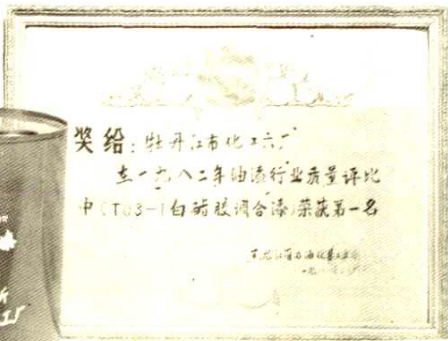 奖给:牡丹江市化工六厂
在一九八二年油漆行业质量评比
中(T03-1白酯胶调合漆)荣获第一名